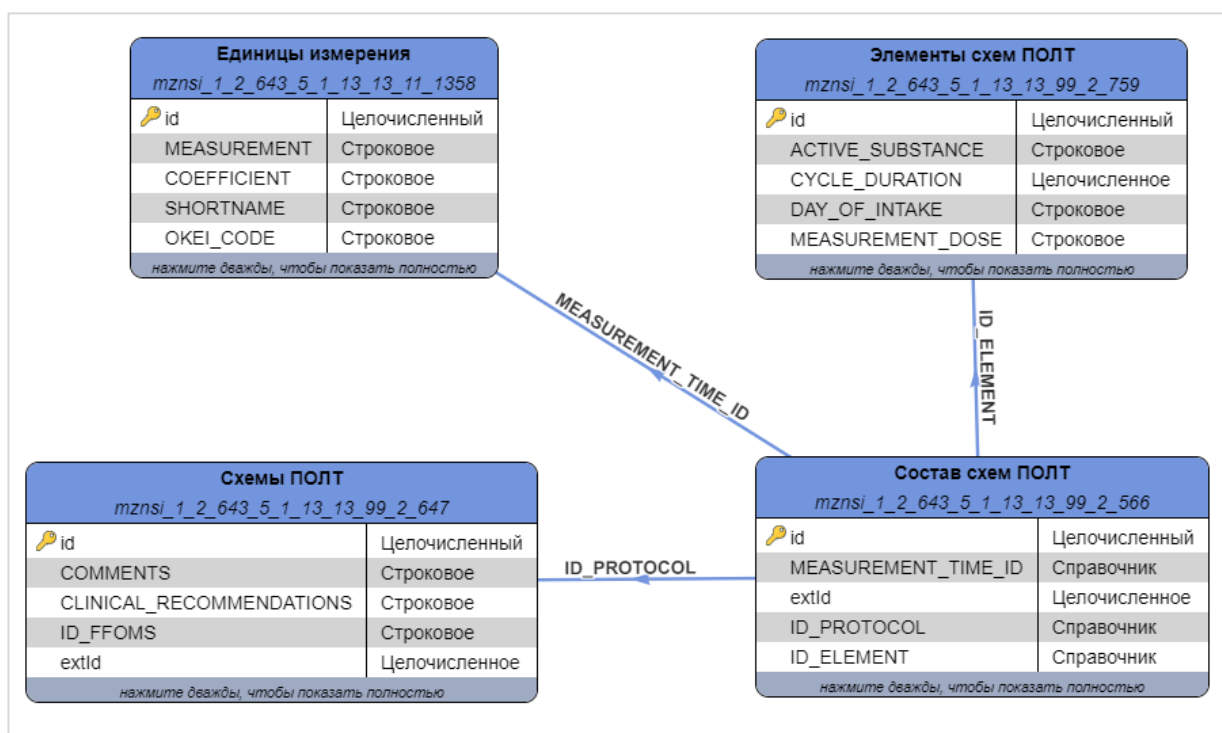 Единицы измерения
mznsi_1_2_643_5_1_13_13_11_1358
id Целочисленный
MEASUREMENT Строковое
COEFFICIENT Строковое
SHORTNAME Строковое
OKEI_CODE Строковое
нажмите дважды, чтобы показать полностью
Элементы схем ПОЛТ
mznsi_1_2_643_5_1_13_13_99_2_759
id Целочисленный
ACTIVE_SUBSTANCE Строковое
CYCLE_DURATION Целочисленное
DAY_OF_INTAKE Строковое
MEASUREMENT_DOSE Строковое
нажмите дважды, чтобы показать полностью
MEASUREMENT_TIME_ID
ID_ELEMENT
Схемы ПОЛТ
mznsi_1_2_643_5_1_13_13_99_2_647
id Целочисленный
COMMENTS Строковое
CLINICAL_RECOMMENDATIONS Строковое
ID_FFOMS Строковое
extId Целочисленное
нажмите дважды, чтобы показать полностью
ID_PROTOCOL
Состав схем ПОЛТ
mznsi_1_2_643_5_1_13_13_99_2_566
id Целочисленный
MEASUREMENT_TIME_ID Справочник
extId Целочисленное
ID_PROTOCOL Справочник
ID_ELEMENT Справочник
нажмите дважды, чтобы показать полностью